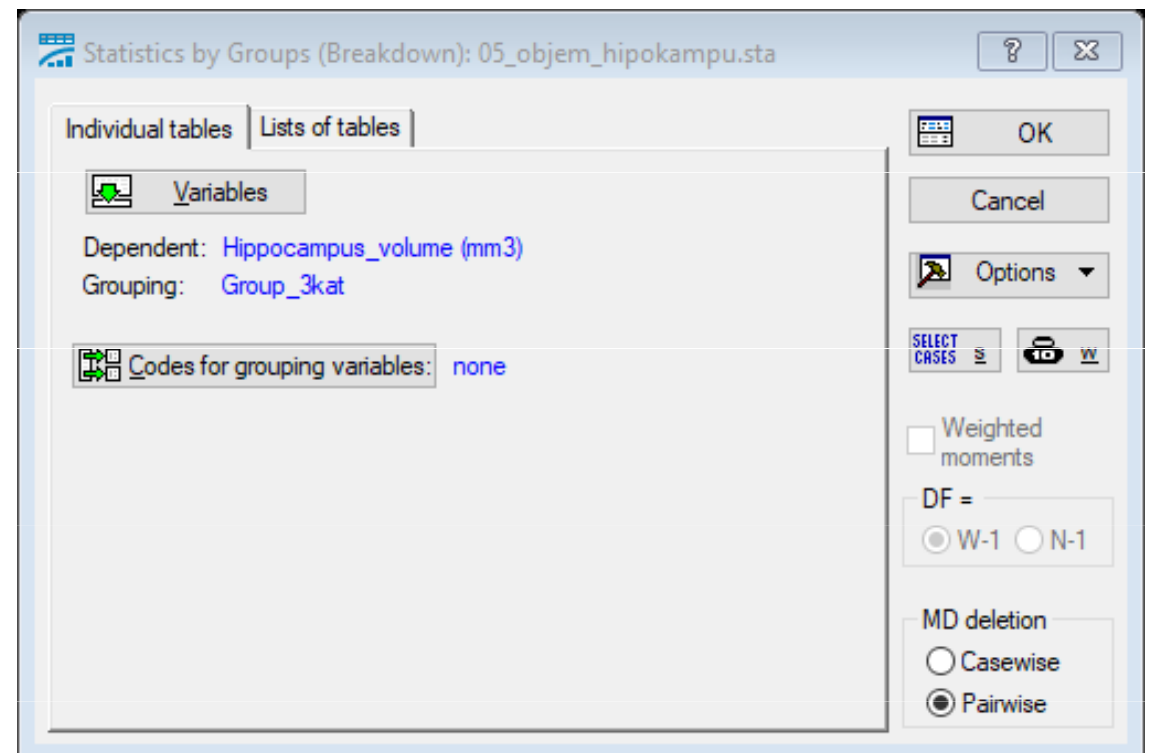 Statistics by Groups (Breakdown): 05_objem_hipokampu.sta
?
Individual tables
Lists of tables
Variables
Dependent: Hippocampus_volume (mm3)
Grouping: Group_3kat
Codes for grouping variables: none
OK
Cancel
Options
SELECT
CASES S
W
Weighted
moments
DF =
W-1 N-1
MD deletion
Casewise
Pairwise